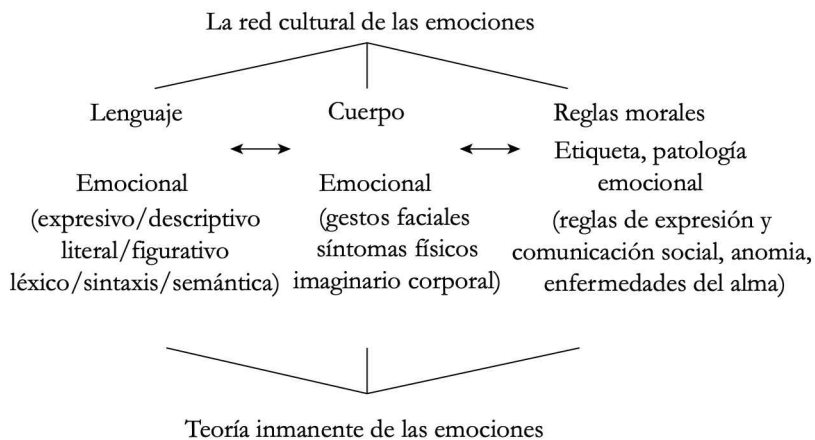 La red cultural de las emociones
Lenguaje
Emocional
(expresivo/descriptivo
literal/figurativo
léxico/sintaxis/semántica)
Cuerpo
Emocional
(gestos faciales
síntomas físicos
imaginario corporal)
Reglas morales
Etiqueta, patología
emocional
(reglas de expresión y
comunicación social, anomia,
enfermedades del alma)
Teoría inmanente de las emociones